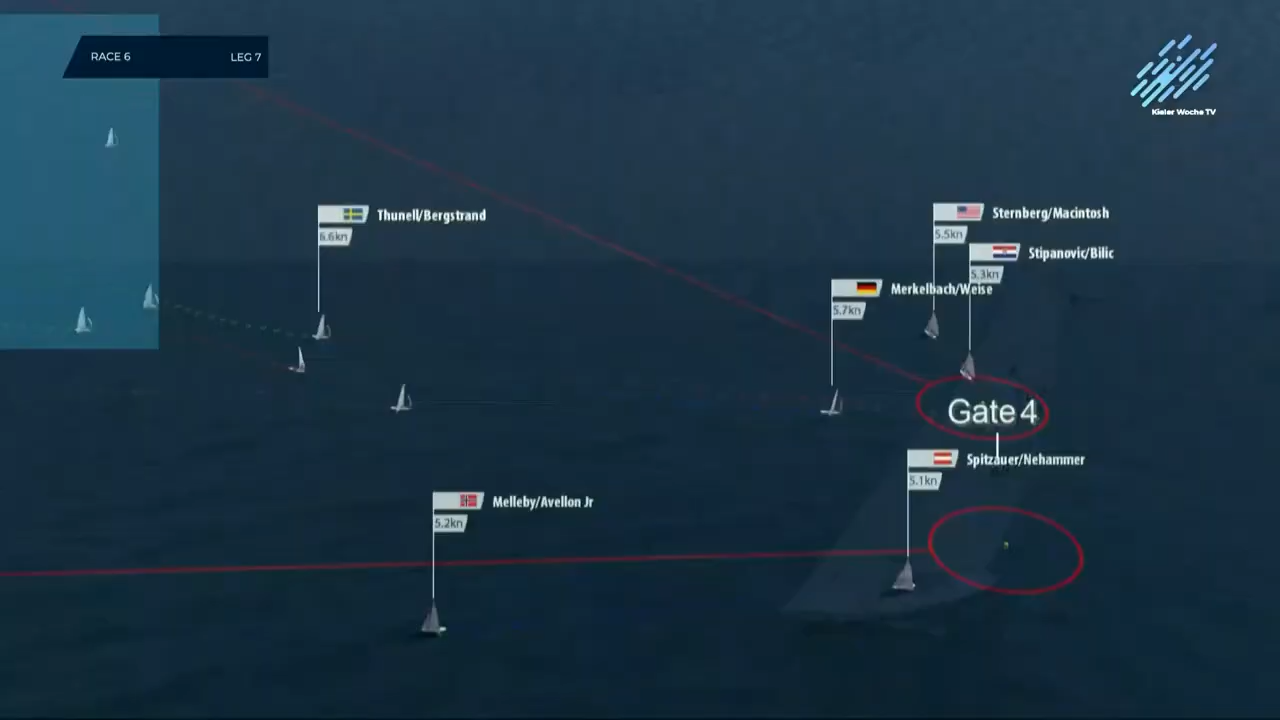 RACE 6 LEG 7
Kieler Woche TV
Thunell/Bergstrand
6.6kn
Sternberg/Macintosh
5.5kn
Stipanovic/Bilic
5.3kn
Merkelbach/Weise
5.7kn
Gate 4
Spitzauer/Nehammer
5.1kn
Melleby/Avellon Jr
5.2kn